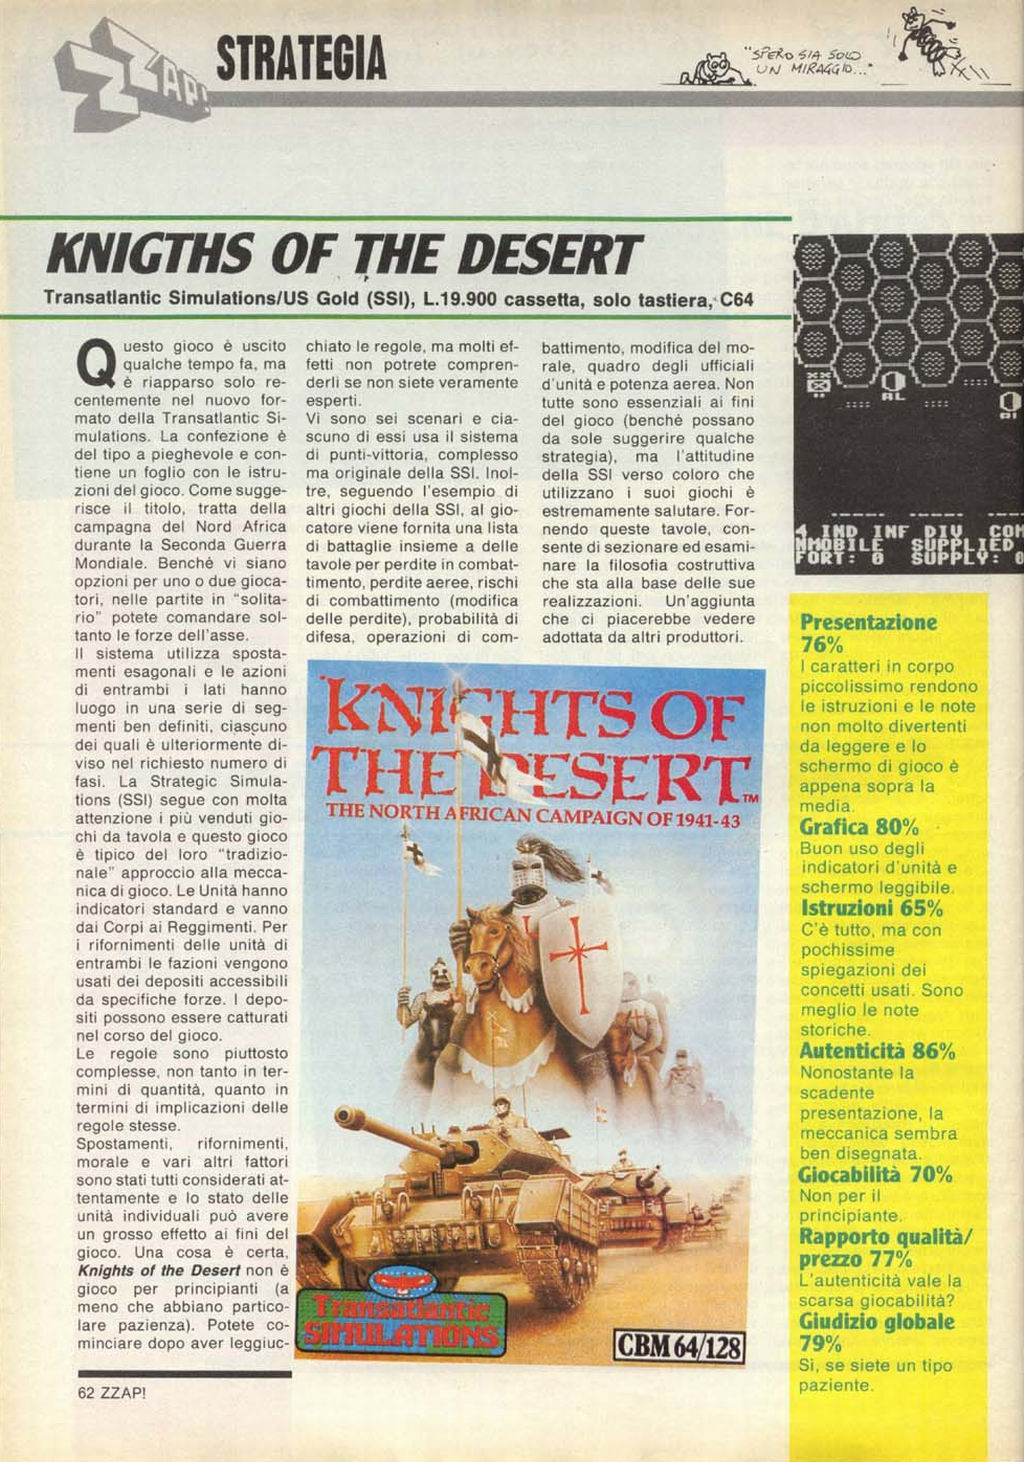 ZZAP!
STRATEGIA
"SPERO SIA SOLO
UN MIRAGGIO..."
KNIGTHS OF THE DESERT
Transatlantic Simulations/US Gold (SSI), L.19.900 cassetta, solo tastiera, C64
Questo gioco è uscito
qualche tempo fa, ma
è riapparso solo re-
centemente nel nuovo for-
mato della Transatlantic Si-
mulations. La confezione è
del tipo a pieghevole e con-
tiene un foglio con le istru-
zioni del gioco. Come sugge-
risce il titolo, tratta della
campagna del Nord Africa
durante la Seconda Guerra
Mondiale. Benché vi siano
opzioni per uno o due gioca-
tori, nelle partite in "solita-
rio" potete comandare sol-
tanto le forze dell'asse.
Il sistema utilizza sposta-
menti esagonali e le azioni
di entrambi i lati hanno
luogo in una serie di seg-
menti ben definiti, ciascuno
dei quali è ulteriormente di-
viso nel richiesto numero di
fasi. La Strategic Simula-
tions (SSI) segue con molta
attenzione i più venduti gio-
chi da tavola e questo gioco
è tipico del loro "tradizio-
nale" approccio alla mecca-
nica di gioco. Le Unità hanno
indicatori standard e vanno
dai Corpi ai Reggimenti. Per
i rifornimenti delle unità di
entrambi le fazioni vengono
usati dei depositi accessibili
da specifiche forze. I depo-
siti possono essere catturati
nel corso del gioco.
Le regole sono piuttosto
complesse, non tanto in ter-
mini di quantità, quanto in
termini di implicazioni delle
regole stesse.
Spostamenti, rifornimenti,
morale e vari altri fattori
sono stati tutti considerati at-
tentamente e lo stato delle
unità individuali può avere
un grosso effetto ai fini del
gioco. Una cosa è certa,
Knights of the Desert non è
gioco per principianti (a
meno che abbiano partico-
lare pazienza). Potete co-
minciare dopo aver leggiuc-
chiato le regole, ma molti ef-
fetti non potrete compren-
derli se non siete veramente
esperti.
Vi sono sei scenari e cia-
scuno di essi usa il sistema
di punti-vittoria, complesso
ma originale della SSI. Inol-
tre, seguendo l'esempio di
altri giochi della SSI, al gio-
catore viene fornita una lista
di battaglie insieme a delle
tavole per perdite in combat-
timento, perdite aeree, rischi
di combattimento (modifica
delle perdite), probabilità di
difesa, operazioni di com-
battimento, modifica del mo-
rale, quadro degli ufficiali
d'unità e potenza aerea. Non
tutte sono essenziali ai fini
del gioco (benché possano
da sole suggerire qualche
strategia), ma l'attitudine
della SSI verso coloro che
utilizzano i suoi giochi è
estremamente salutare. For-
nendo queste tavole, con-
sente di sezionare ed esami-
nare la filosofia costruttiva
che sta alla base delle sue
realizzazioni. Un'aggiunta
che ci piacerebbe vedere
adottata da altri produttori.
KNIGHTS OF
THE DESERT TM
THE NORTH AFRICAN CAMPAIGN OF 1941-43
Transatlantic
SIMULATIONS
CBM 64/128
XX
AL
AI
4 IND INF DIV COM
NMOBILE SUPPLIED
FORT: 0 SUPPLY: 0
Presentazione
76%
I caratteri in corpo
piccolissimo rendono
le istruzioni e le note
non molto divertenti
da leggere e lo
schermo di gioco è
appena sopra la
media.
Grafica 80%
Buon uso degli
indicatori d'unità e
schermo leggibile.
Istruzioni 65%
C'è tutto, ma con
pochissime
spiegazioni dei
concetti usati. Sono
meglio le note
storiche.
Autenticità 86%
Nonostante la
scadente
presentazione, la
meccanica sembra
ben disegnata.
Giocabilità 70%
Non per il
principiante.
Rapporto qualità/
prezzo 77%
L'autenticità vale la
scarsa giocabilità?
Giudizio globale
79%
Sì, se siete un tipo
paziente.
62 ZZAP!